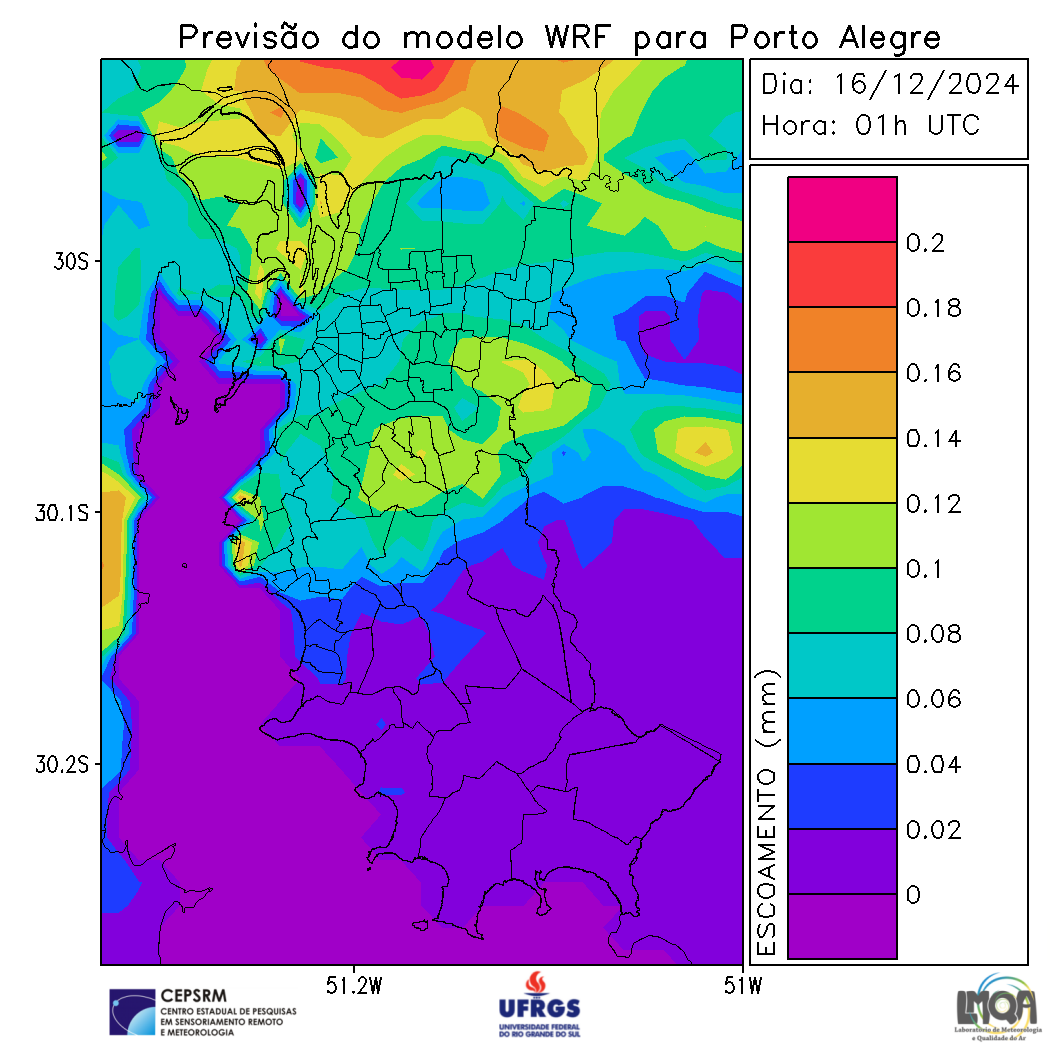 Previsão do modelo WRF para Porto Alegre
Dia: 16/12/2024
Hora: 01h UTC
30S
30.1S
30.2S
51.2W
51W
0.2
0.18
0.16
0.14
0.12
0.1
0.08
0.06
0.04
0.02
0
ESCOAMENTO (mm)
CEPSRM
CENTRO ESTADUAL DE PESQUISAS
EM SENSORIAMENTO REMOTO
E METEOROLOGIA
UFRGS
UNIVERSIDADE FEDERAL
DO RIO GRANDE DO SUL
LMQA
Laboratório de Meteorologia
e Qualidade do Ar